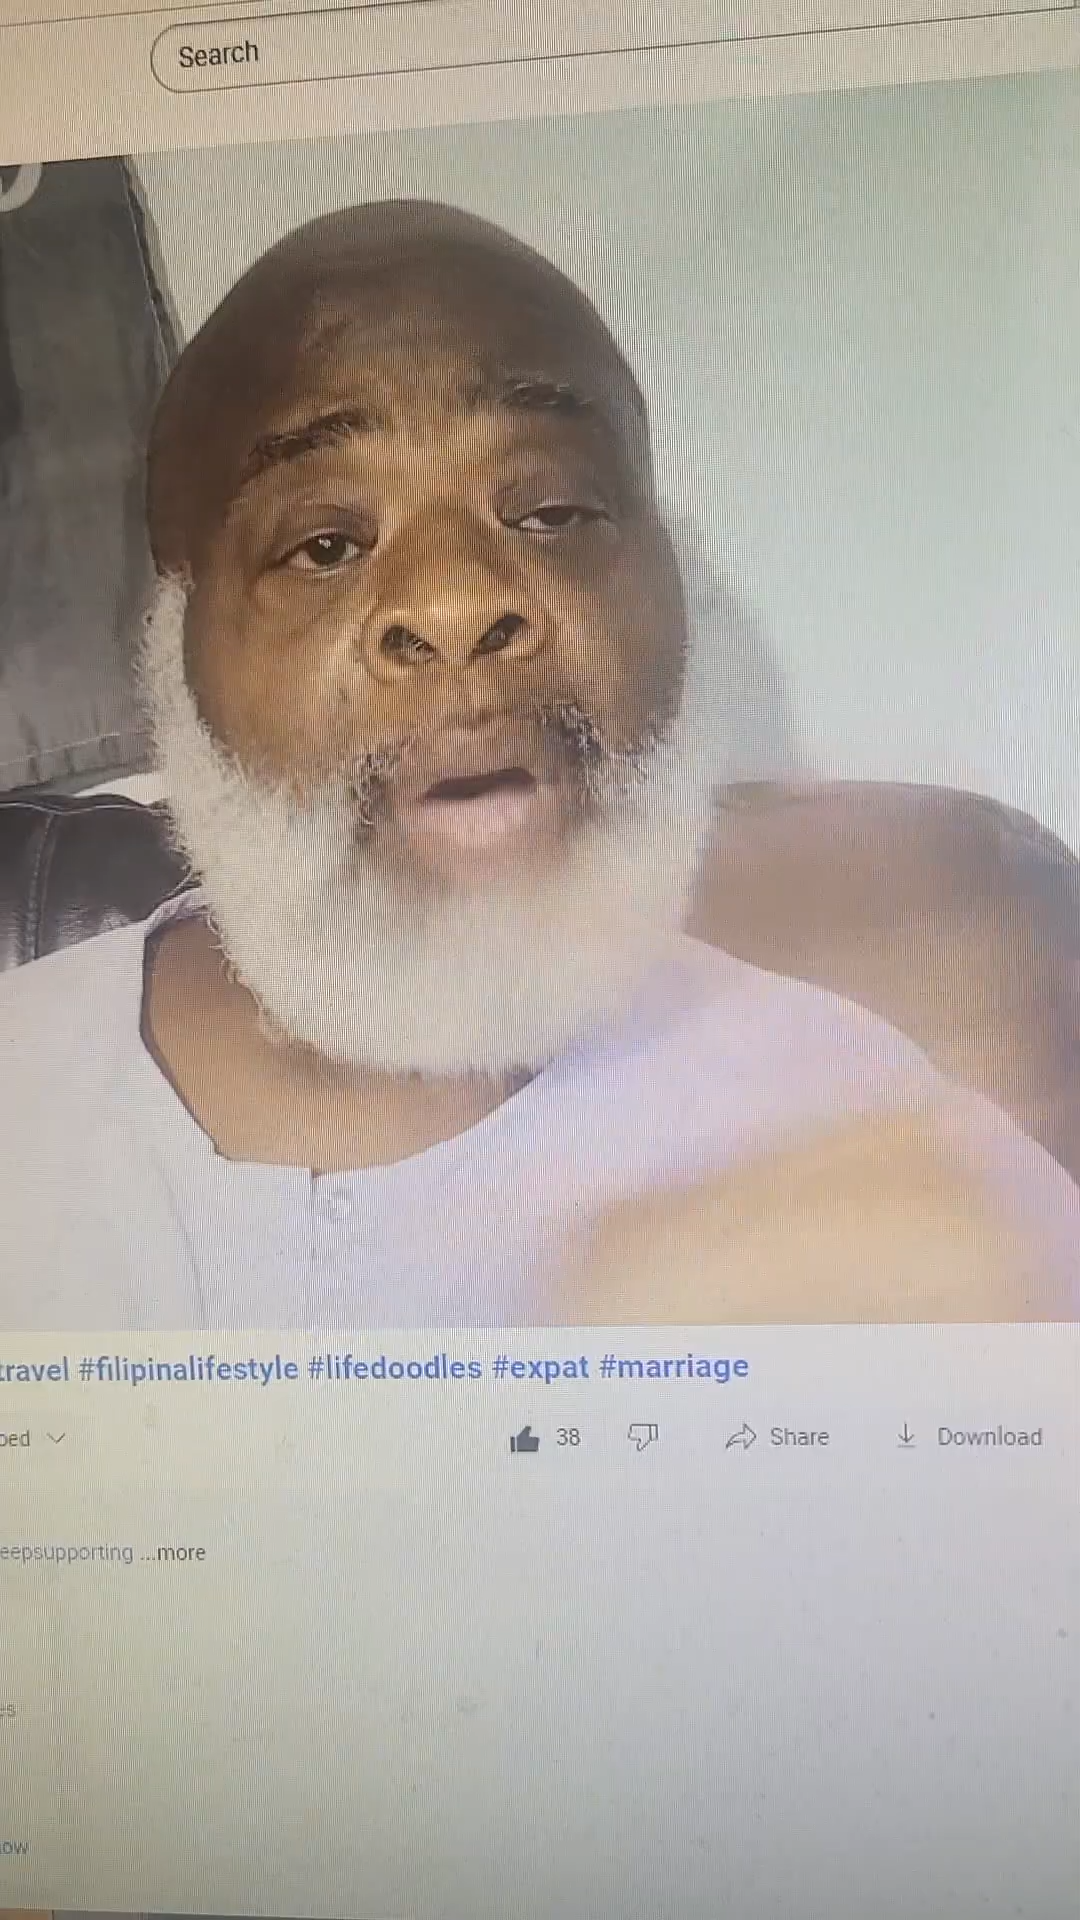 Search
travel #filipinalifestyle #lifedoodles #expat #marriage
38 Share Download
eepsupporting ...more